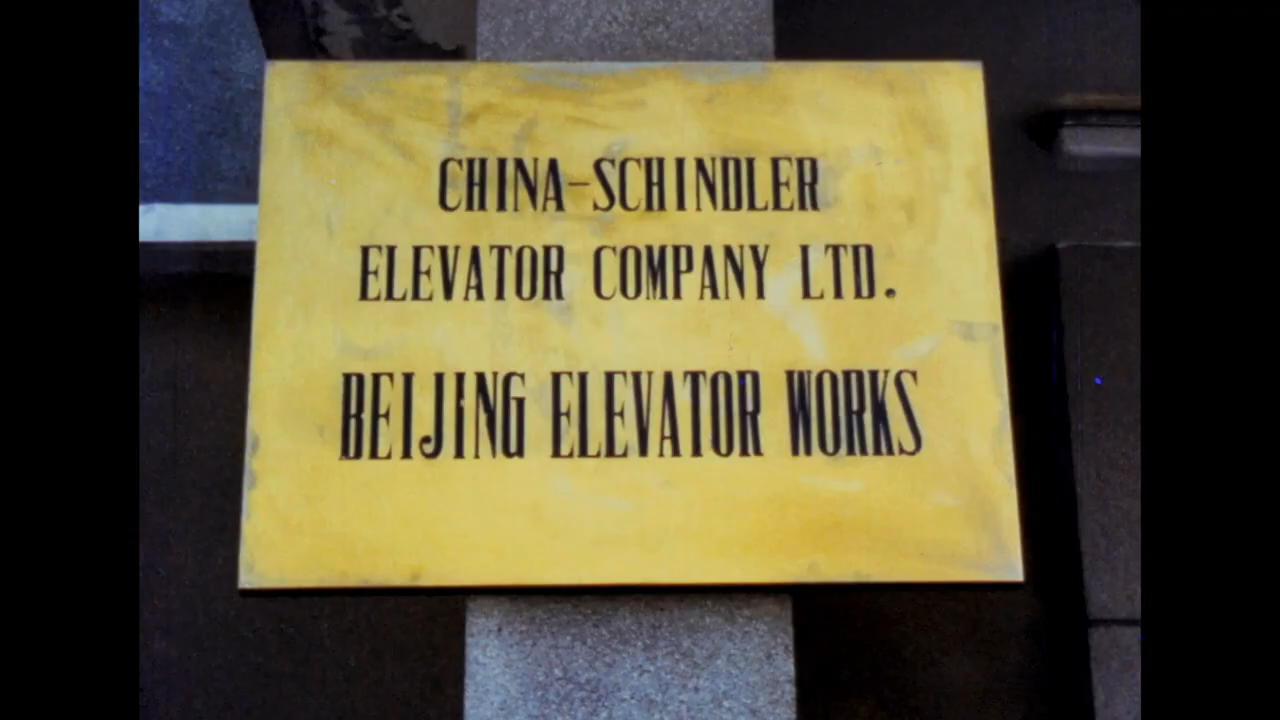 CHINA-SCHINDLER
ELEVATOR COMPANY LTD.
BEIJING ELEVATOR WORKS